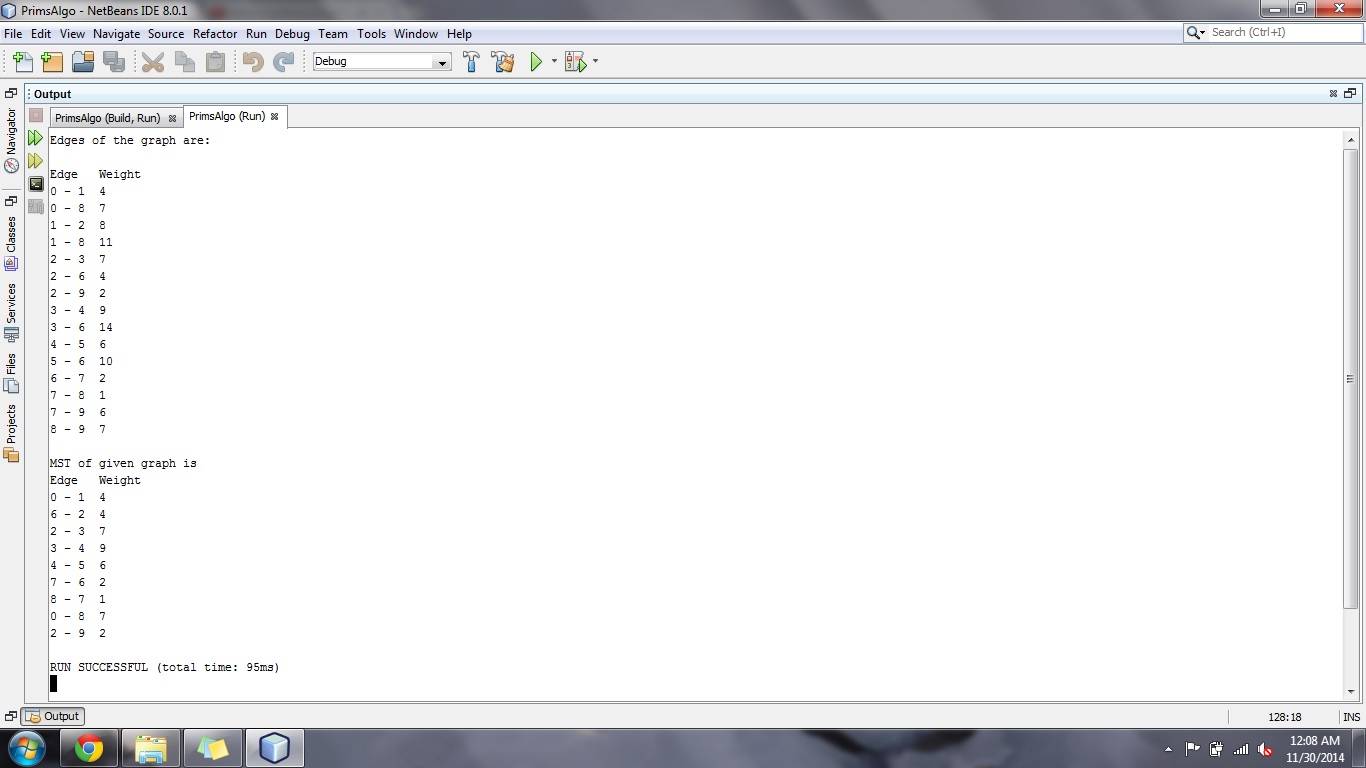 PrimsAlgo - NetBeans IDE 8.0.1
File Edit View Navigate Source Refactor Run Debug Team Tools Window Help
Search (Ctrl+I)
Debug
Output
PrimsAlgo (Build, Run) PrimsAlgo (Run)
Navigator
Classes
Services
Files
Projects
Edges of the graph are:
Edge Weight
0 - 1 4
0 - 8 7
1 - 2 8
1 - 8 11
2 - 3 7
2 - 6 4
2 - 9 2
3 - 4 9
3 - 6 14
4 - 5 6
5 - 6 10
6 - 7 2
7 - 8 1
7 - 9 6
8 - 9 7
MST of given graph is
Edge Weight
0 - 1 4
6 - 2 4
2 - 3 7
3 - 4 9
4 - 5 6
7 - 6 2
8 - 7 1
0 - 8 7
2 - 9 2
RUN SUCCESSFUL (total time: 95ms)
Output
128:18 INS
12:08 AM
11/30/2014